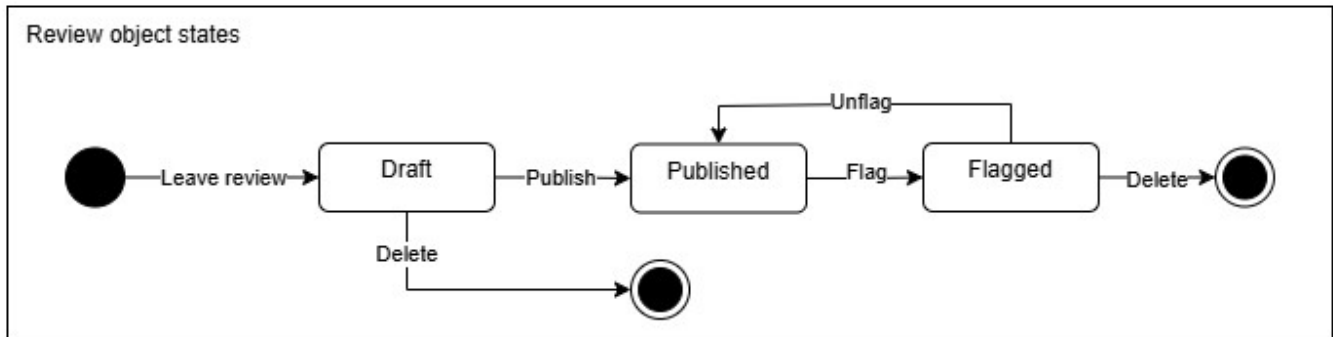 Review object states
Unflag
Leave review
Draft
Publish
Published
Flag
Flagged
Delete
Delete